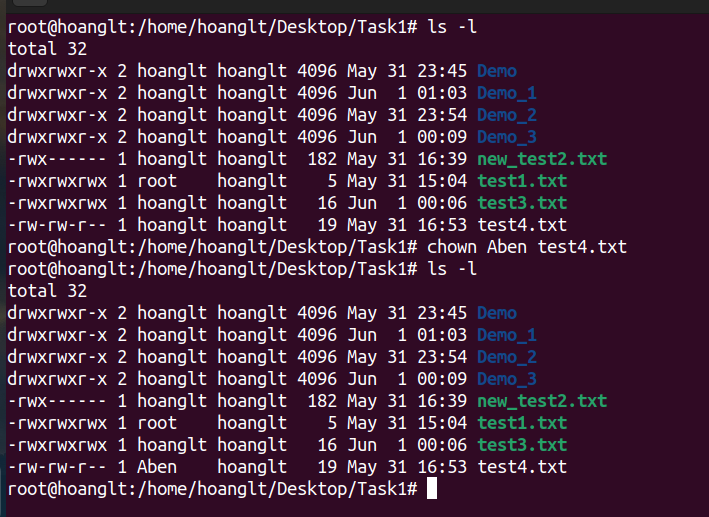 root@hoanglt:/home/hoanglt/Desktop/Task1# ls -l
total 32
drwxrwxr-x 2 hoanglt hoanglt 4096 May 31 23:45 Demo
drwxrwxr-x 2 hoanglt hoanglt 4096 Jun  1 01:03 Demo_1
drwxrwxr-x 2 hoanglt hoanglt 4096 May 31 23:54 Demo_2
drwxrwxr-x 2 hoanglt hoanglt 4096 Jun  1 00:09 Demo_3
-rwx------ 1 hoanglt hoanglt  182 May 31 16:39 new_test2.txt
-rwxrwxrwx 1 root    hoanglt    5 May 31 15:04 test1.txt
-rwxrwxrwx 1 hoanglt hoanglt   16 Jun  1 00:06 test3.txt
-rw-rw-r-- 1 hoanglt hoanglt   19 May 31 16:53 test4.txt
root@hoanglt:/home/hoanglt/Desktop/Task1# chown Aben test4.txt
root@hoanglt:/home/hoanglt/Desktop/Task1# ls -l
total 32
drwxrwxr-x 2 hoanglt hoanglt 4096 May 31 23:45 Demo
drwxrwxr-x 2 hoanglt hoanglt 4096 Jun  1 01:03 Demo_1
drwxrwxr-x 2 hoanglt hoanglt 4096 May 31 23:54 Demo_2
drwxrwxr-x 2 hoanglt hoanglt 4096 Jun  1 00:09 Demo_3
-rwx------ 1 hoanglt hoanglt  182 May 31 16:39 new_test2.txt
-rwxrwxrwx 1 root    hoanglt    5 May 31 15:04 test1.txt
-rwxrwxrwx 1 hoanglt hoanglt   16 Jun  1 00:06 test3.txt
-rw-rw-r-- 1 Aben    hoanglt   19 May 31 16:53 test4.txt
root@hoanglt:/home/hoanglt/Desktop/Task1#